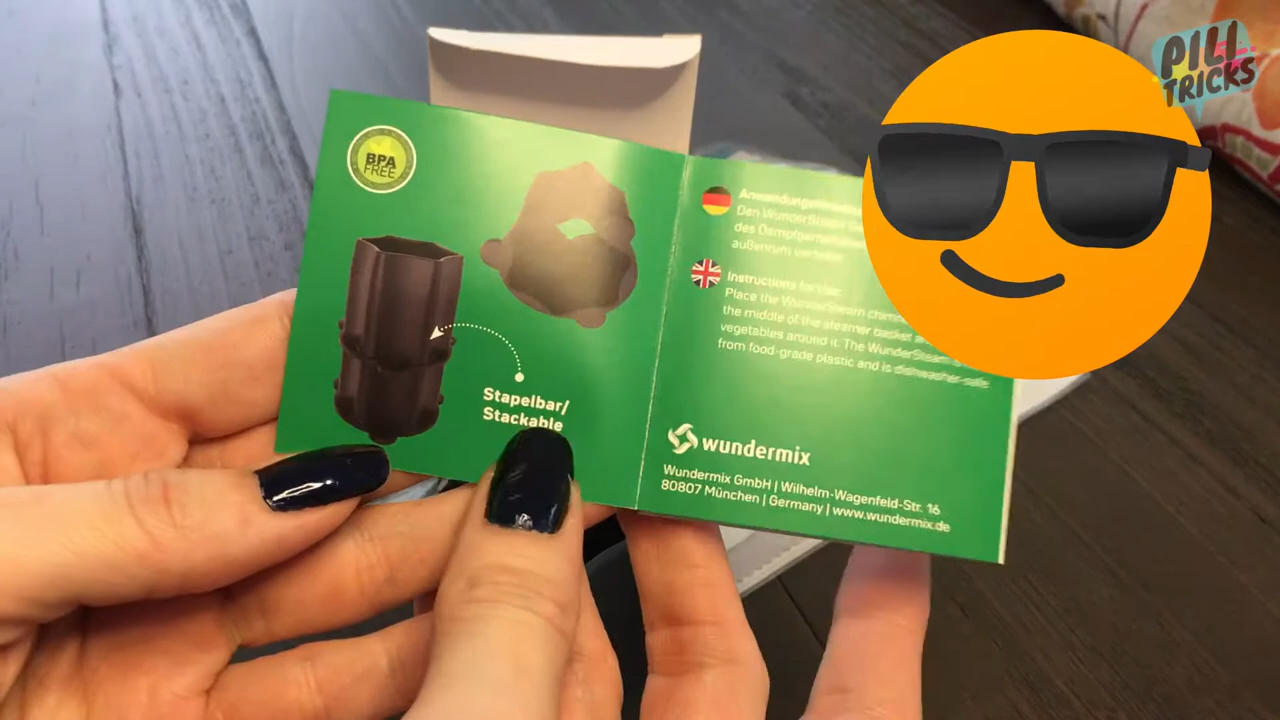 PILI
TRICKS
BPA
FREE
Stapelbar/
Stackable
Den WunderSteam
des Dampfgarbehälters
außenrum verteilen
Instructions for Use:
Place the WunderSteam
the middle of the steamer basket
vegetables around it. The WunderSteam
from food-grade plastic and is dishwasher-safe.
wundermix
Wundermix GmbH | Wilhelm-Wagenfeld-Str. 16
80807 München | Germany | www.wundermix.de